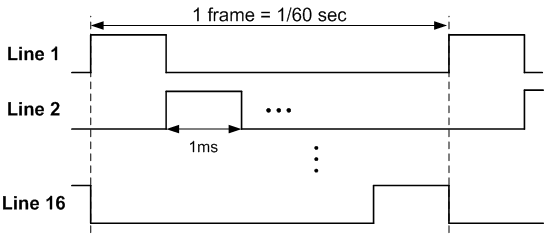 1 frame = 1/60 sec
Line 1
Line 2
1ms
Line 16